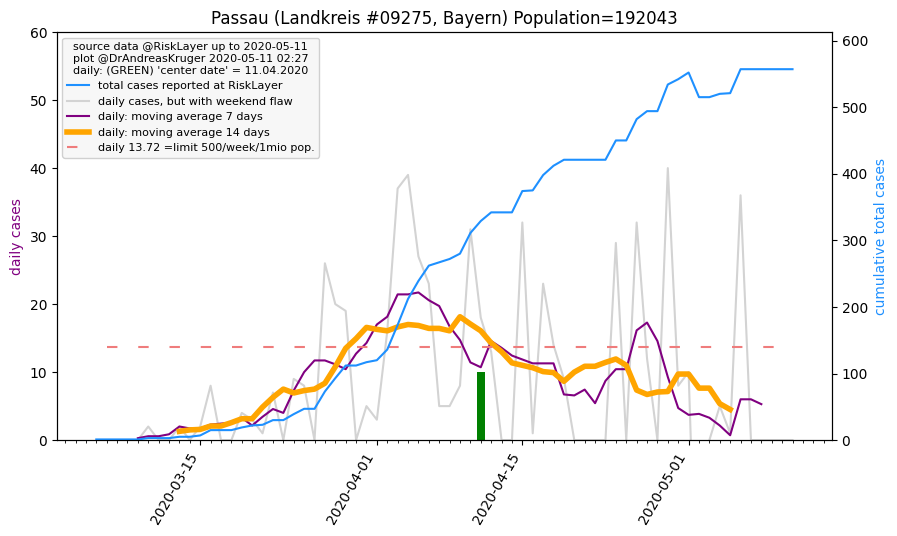 Passau (Landkreis #09275, Bayern) Population=192043
source data @RiskLayer up to 2020-05-11
plot @DrAndreasKruger 2020-05-11 02:27
daily: (GREEN) 'center date' = 11.04.2020
total cases reported at RiskLayer
daily cases, but with weekend flaw
daily: moving average 7 days
daily: moving average 14 days
daily 13.72 =limit 500/week/1mio pop.
daily cases
60
50
40
30
20
10
0
cumulative total cases
600
500
400
300
200
100
0
2020-03-15
2020-04-01
2020-04-15
2020-05-01